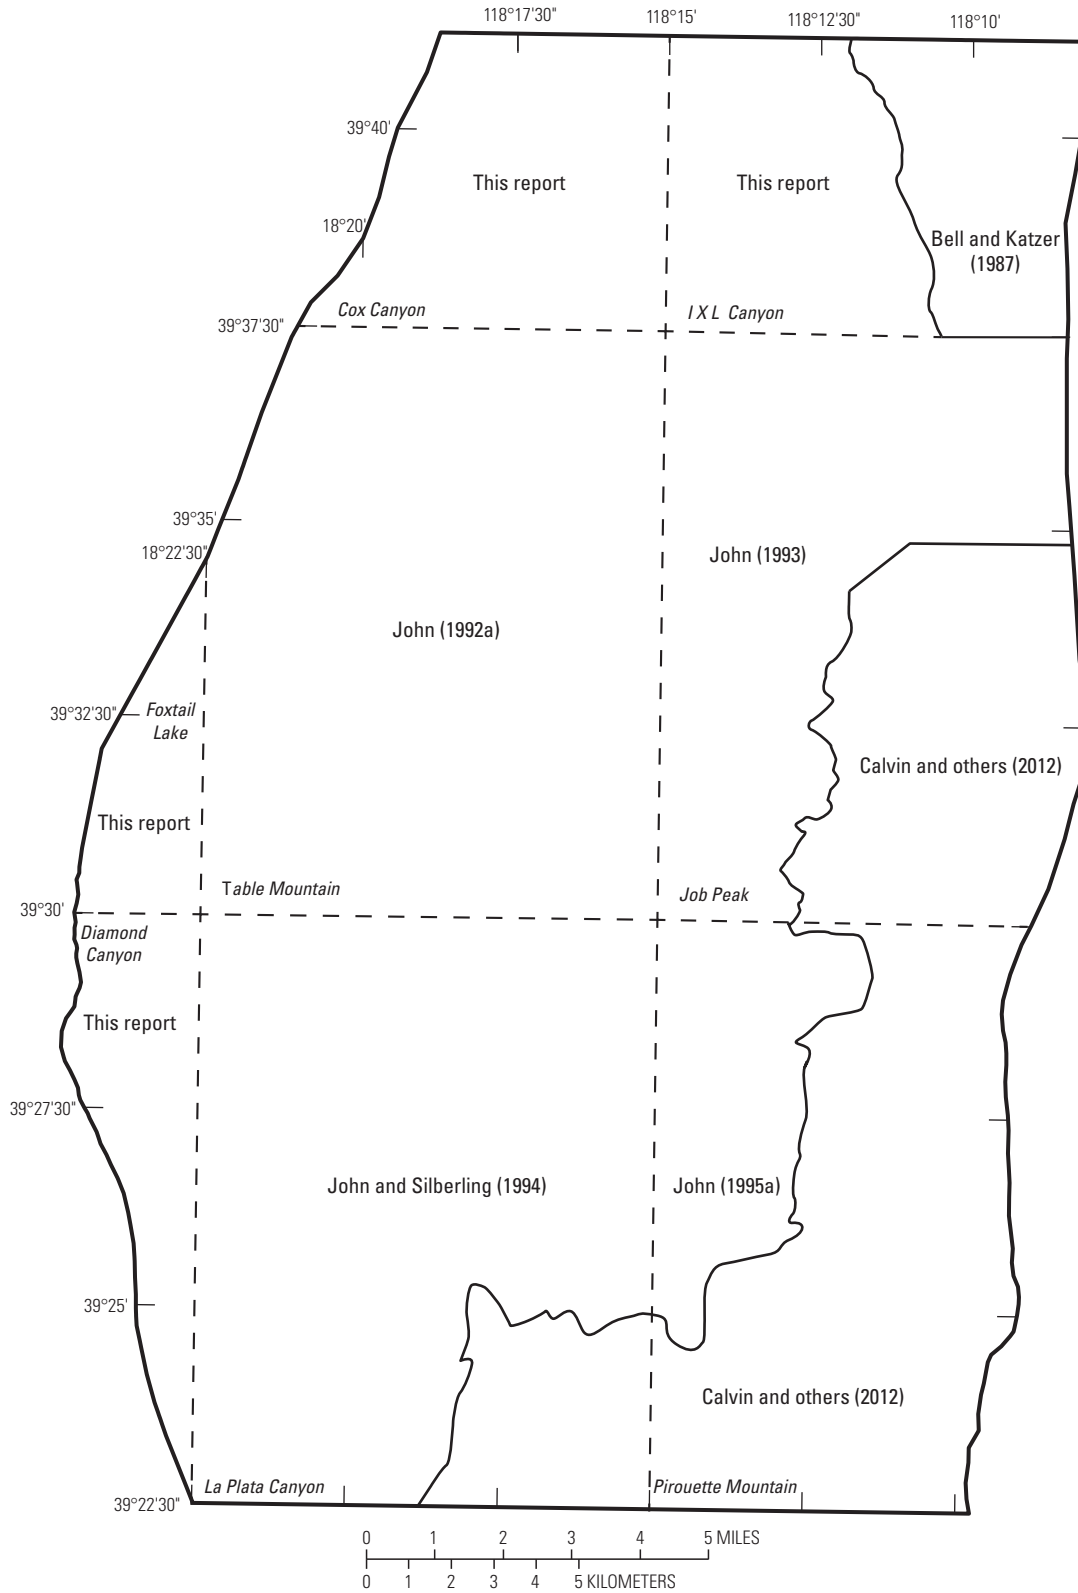 118°17'30" 118°15' 118°12'30" 118°10'
39°40'
This report This report
18°20'
Bell and Katzer
(1987)
Cox Canyon I X L Canyon
39°37'30"
39°35'
18°22'30"
John (1993)
John (1992a)
39°32'30"
Foxtail
Lake
Calvin and others (2012)
This report
Table Mountain Job Peak
39°30'
Diamond
Canyon
This report
39°27'30"
John and Silberling (1994) John (1995a)
39°25'
Calvin and others (2012)
La Plata Canyon Pirouette Mountain
39°22'30"
0 1 2 3 4 5 MILES
0 1 2 3 4 5 KILOMETERS